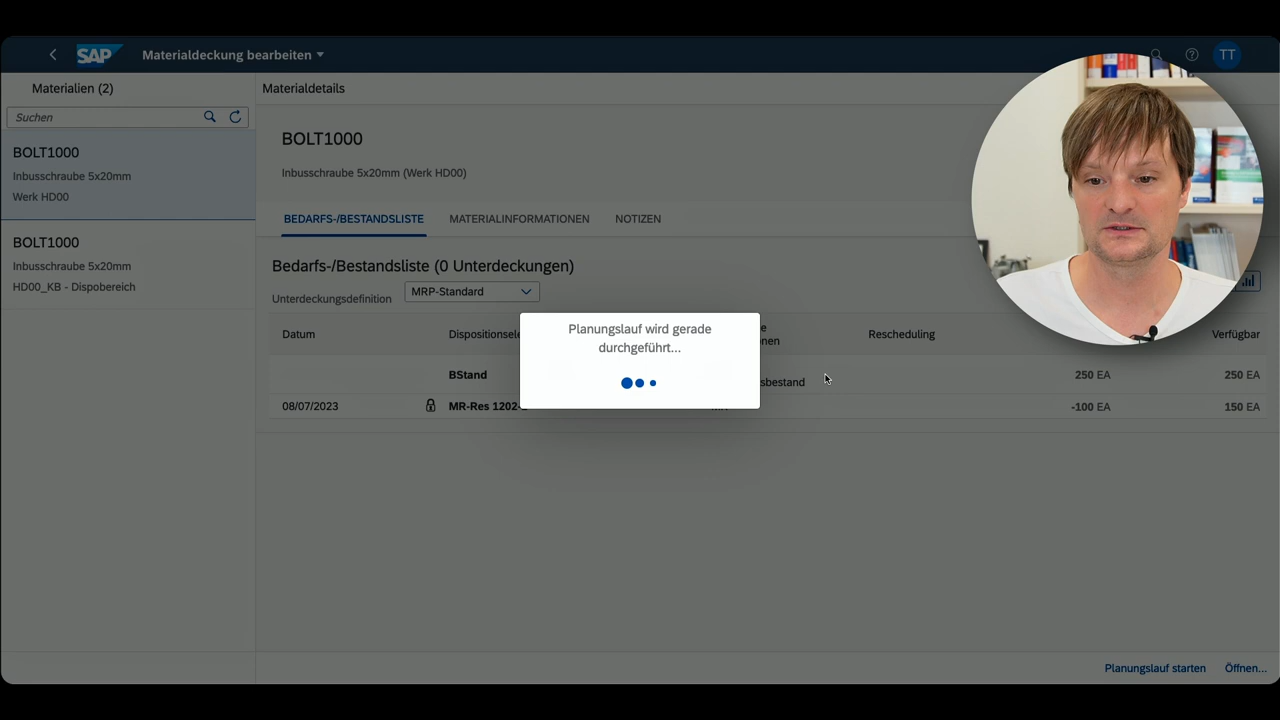 SAP
Materialdeckung bearbeiten
TT
Materialien (2)
Materialdetails
Suchen
BOLT1000
Inbusschraube 5x20mm
Werk HD00
BOLT1000
Inbusschraube 5x20mm
HD00_KB - Dispobereich
BOLT1000
Inbusschraube 5x20mm (Werk HD00)
BEDARFS-/BESTANDSLISTE MATERIALINFORMATIONEN NOTIZEN
Bedarfs-/Bestandsliste (0 Unterdeckungen)
Unterdeckungsdefinition MRP-Standard
Planungslauf wird gerade
durchgeführt...
Datum Rescheduling Verfügbar
BStand 250 EA 250 EA
08/07/2023 MR-Res -100 EA 150 EA
Planungslauf starten Öffnen...